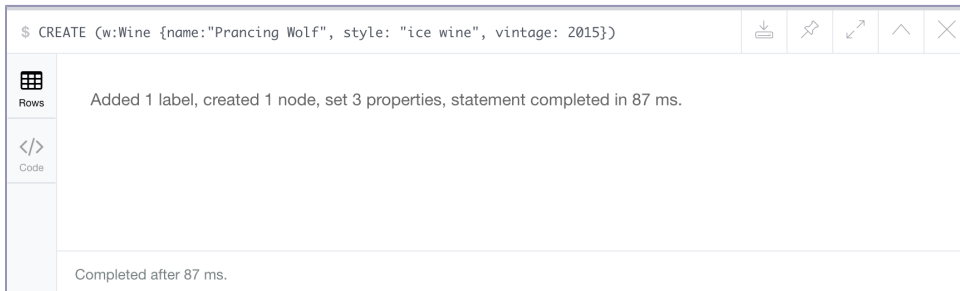 $ CREATE (w:Wine {name:"Prancing Wolf", style: "ice wine", vintage: 2015})
Rows
Added 1 label, created 1 node, set 3 properties, statement completed in 87 ms.
</>
Code
Completed after 87 ms.